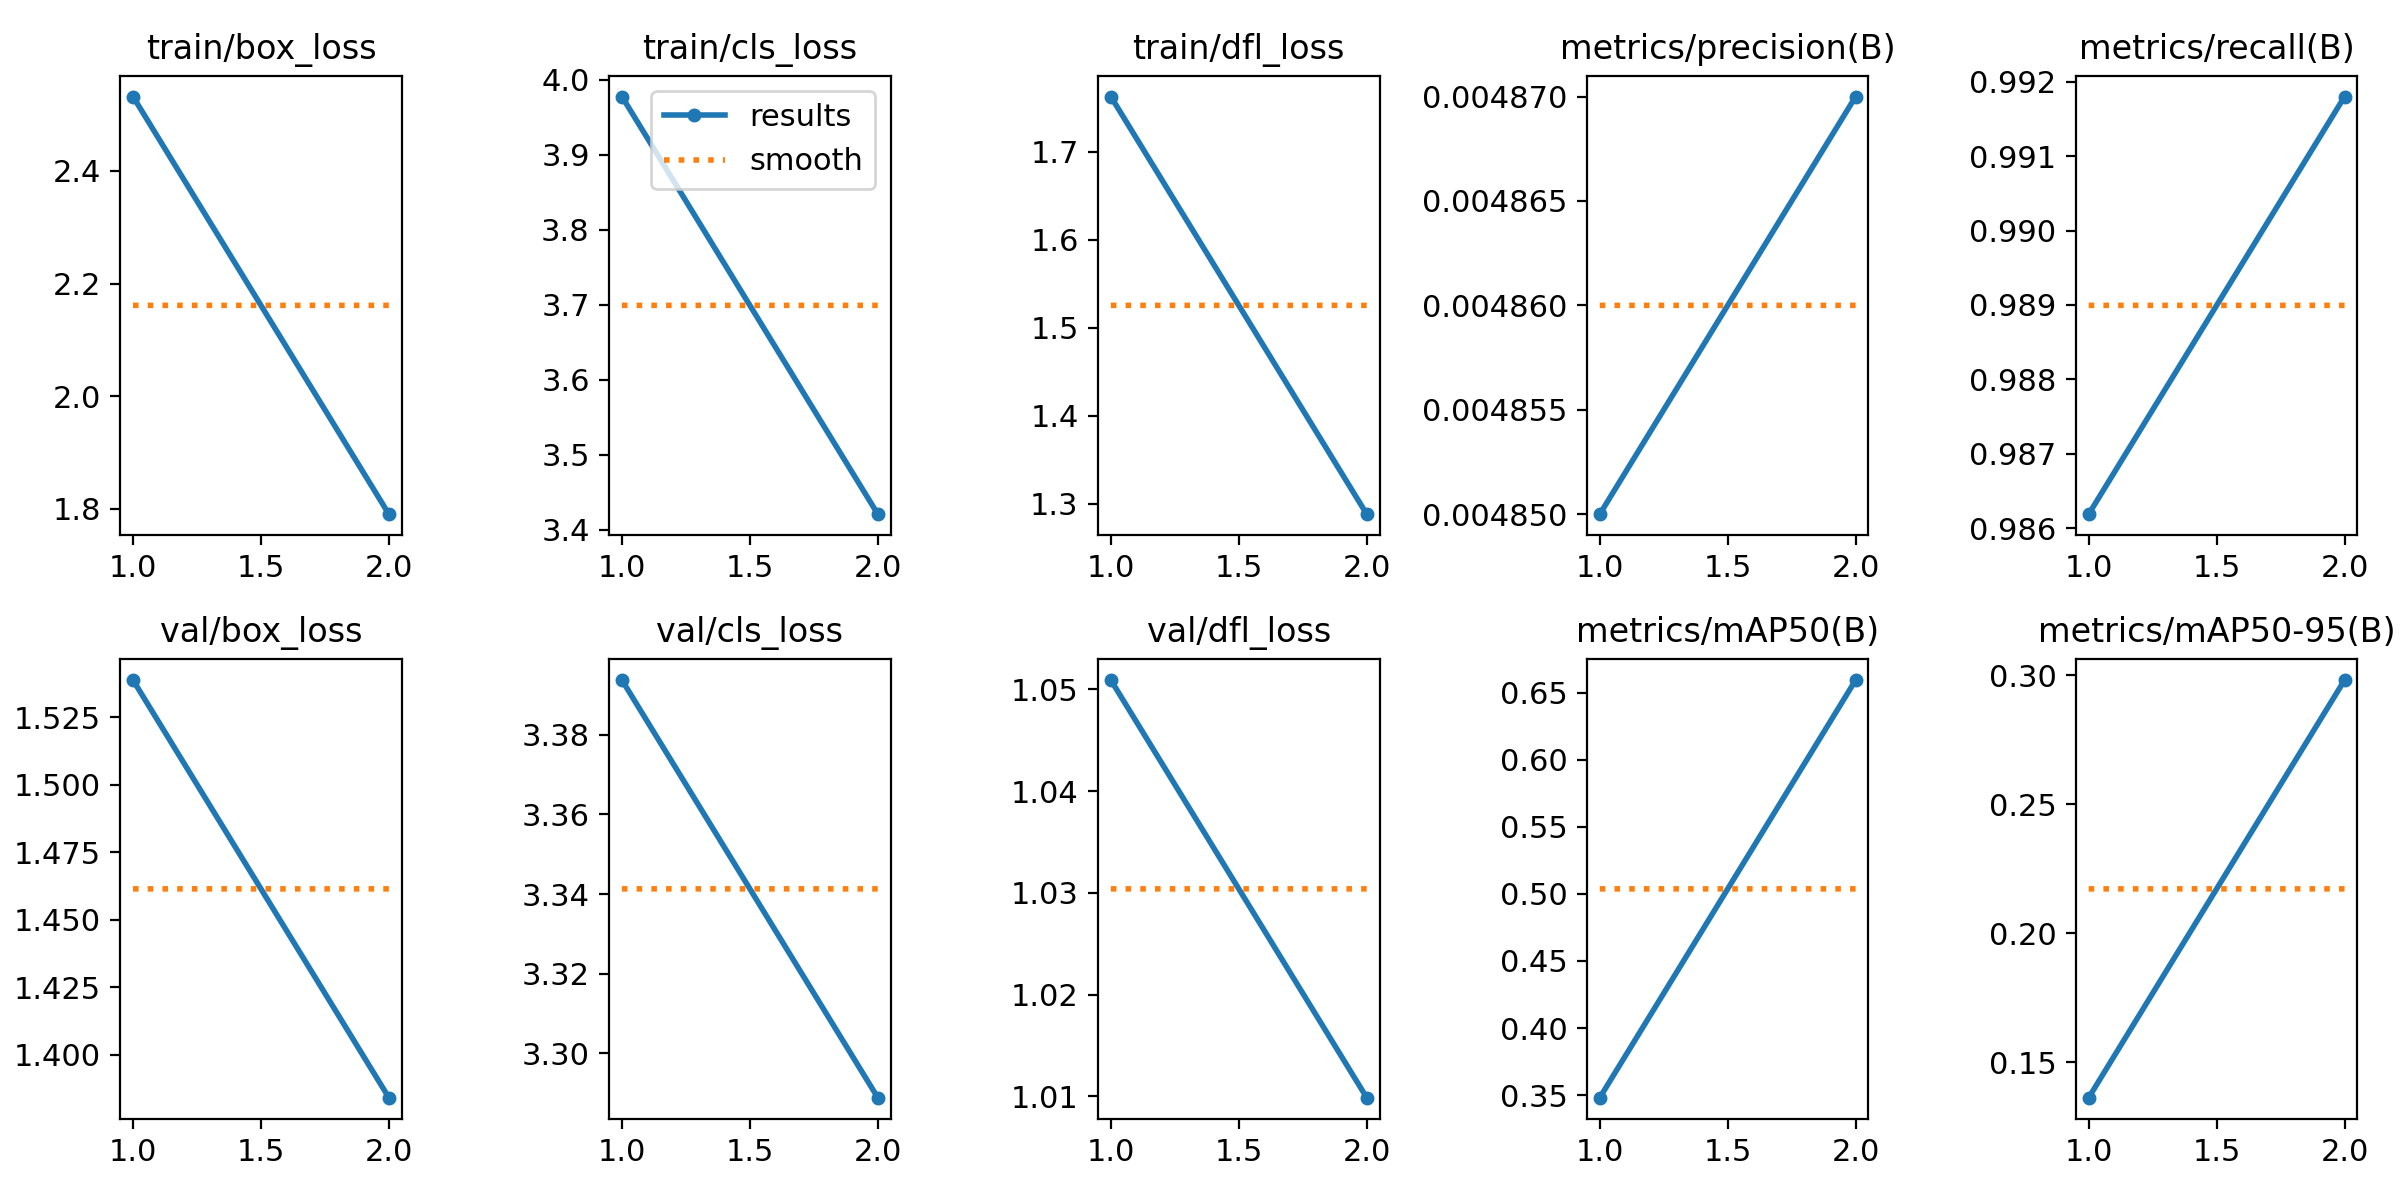 train/box_loss
2.4
2.2
2.0
1.8
1.0 1.5 2.0
train/cls_loss
4.0
3.9
3.8
3.7
3.6
3.5
3.4
results
smooth
1.0 1.5 2.0
train/dfl_loss
1.7
1.6
1.5
1.4
1.3
1.0 1.5 2.0
metrics/precision(B)
0.004870
0.004865
0.004860
0.004855
0.004850
1.0 1.5 2.0
metrics/recall(B)
0.992
0.991
0.990
0.989
0.988
0.987
0.986
1.0 1.5 2.0
val/box_loss
1.525
1.500
1.475
1.450
1.425
1.400
1.0 1.5 2.0
val/cls_loss
3.38
3.36
3.34
3.32
3.30
1.0 1.5 2.0
val/dfl_loss
1.05
1.04
1.03
1.02
1.01
1.0 1.5 2.0
metrics/mAP50(B)
0.65
0.60
0.55
0.50
0.45
0.40
0.35
1.0 1.5 2.0
metrics/mAP50-95(B)
0.30
0.25
0.20
0.15
1.0 1.5 2.0